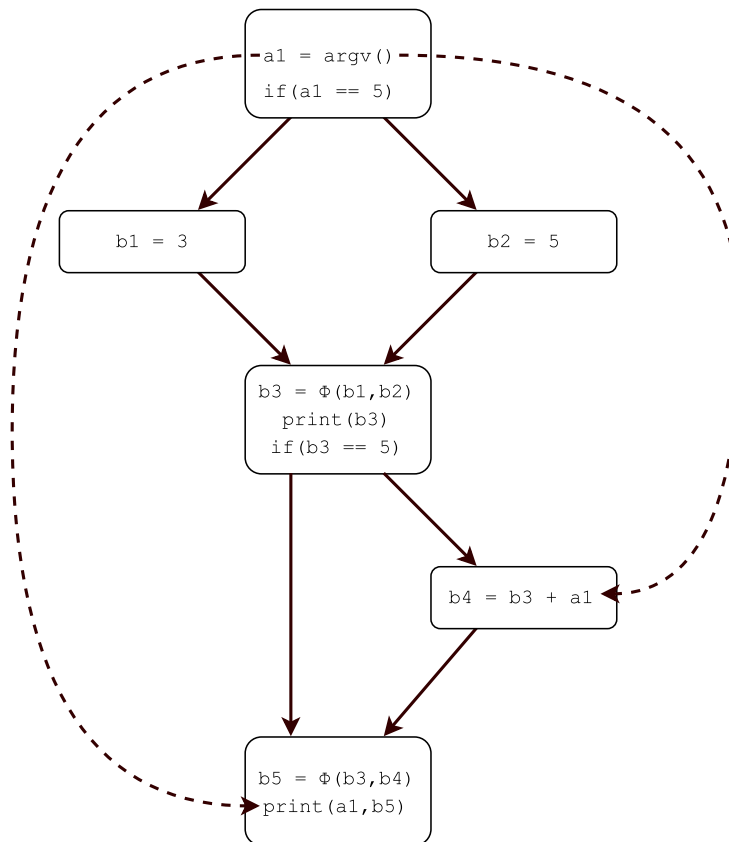 a1 = argv()
if(a1 == 5)
b1 = 3
b2 = 5
b3 = Φ(b1,b2)
print(b3)
if(b3 == 5)
b4 = b3 + a1
b5 = Φ(b3,b4)
print(a1,b5)